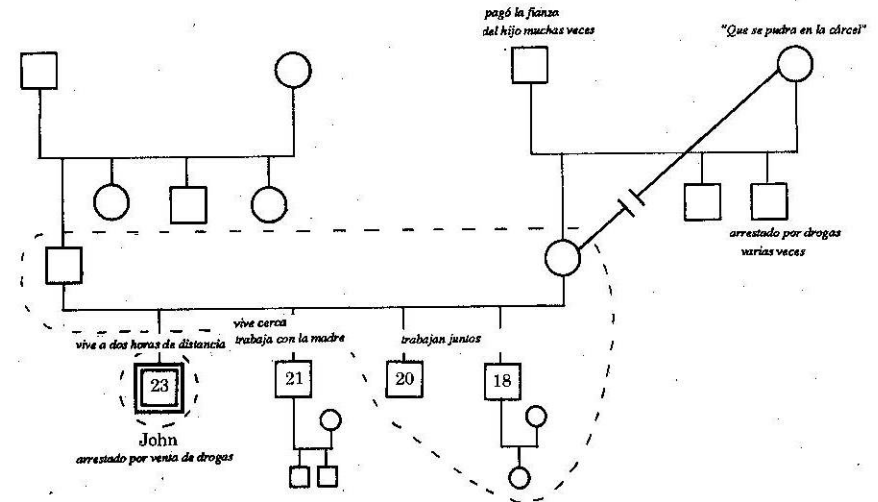 pagó la fianza
del hijo muchas veces
"Que se pudra en la cárcel"
arrestado por drogas
varias veces
vive a dos horas de distancia
vive cerca
trabaja con la madre
trabajan juntos
23
21
20
18
John
arrestado por venta de drogas